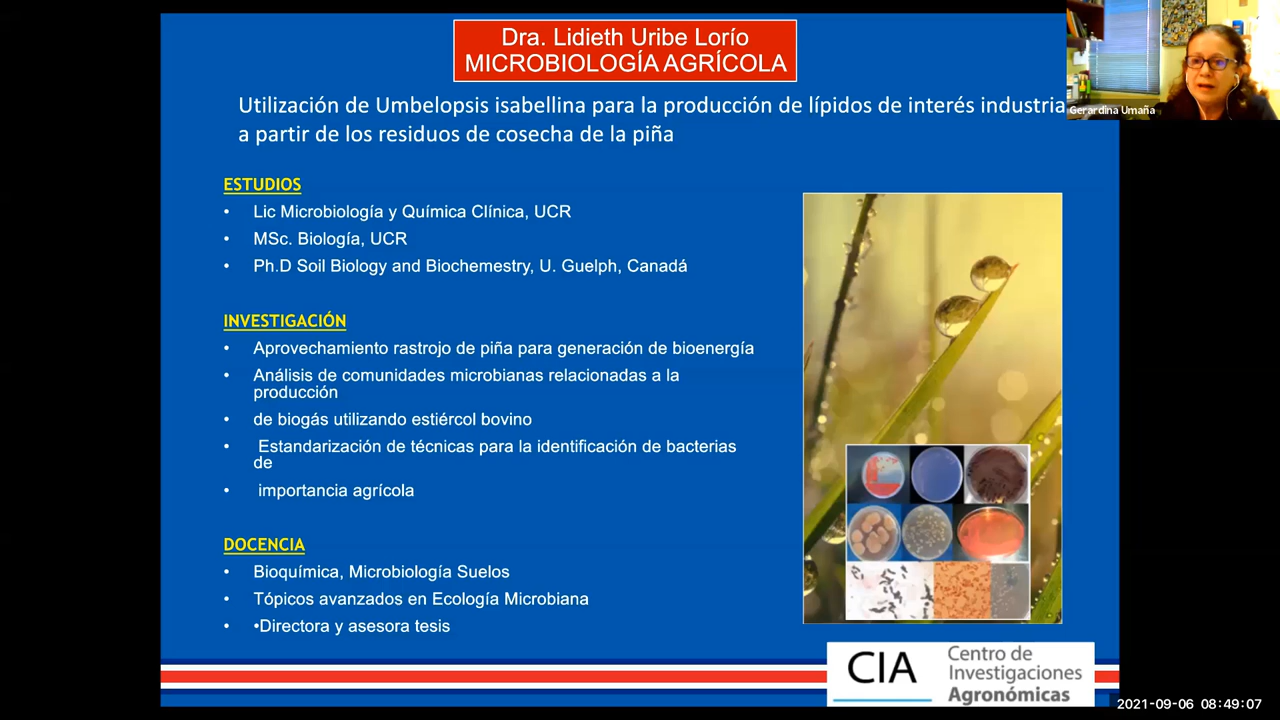 Dra. Lidieth Uribe Lorío
MICROBIOLOGÍA AGRÍCOLA
Utilización de Umbelopsis isabellina para la producción de lípidos de interés industria
a partir de los residuos de cosecha de la piña
Gerardina Umaña
ESTUDIOS
• Lic Microbiología y Química Clínica, UCR
• MSc. Biología, UCR
• Ph.D Soil Biology and Biochemestry, U. Guelph, Canadá
INVESTIGACIÓN
• Aprovechamiento rastrojo de piña para generación de bioenergía
• Análisis de comunidades microbianas relacionadas a la
producción
• de biogás utilizando estiércol bovino
• Estandarización de técnicas para la identificación de bacterias
de
• importancia agrícola
DOCENCIA
• Bioquímica, Microbiología Suelos
• Tópicos avanzados en Ecología Microbiana
• •Directora y asesora tesis
CIA
Centro de
Investigaciones
Agronómicas
2021-09-06 08:49:07